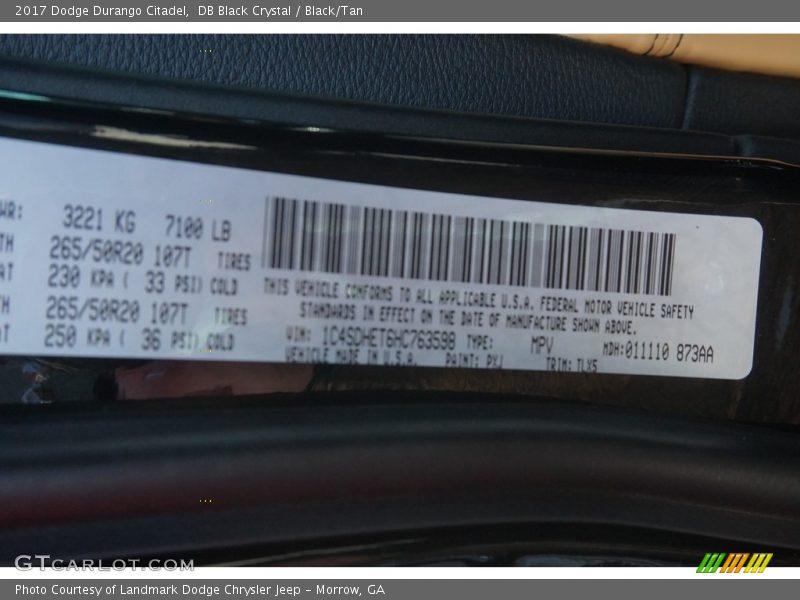 2017 Dodge Durango Citadel, DB Black Crystal / Black/Tan
WR: 3221 KG 7100 LB
TH 265/50R20 107T TIRES
AT 230 KPA ( 33 PSI) COLD
TH 265/50R20 107T TIRES
AT 250 KPA ( 36 PSI) COLD
THIS VEHICLE CONFORMS TO ALL APPLICABLE U.S.A. FEDERAL MOTOR VEHICLE SAFETY
STANDARDS IN EFFECT ON THE DATE OF MANUFACTURE SHOWN ABOVE.
VIN: 1C4SDHET6HC763598 TYPE: MPV MDH:011110 873AA
VEHICLE MADE IN U.S.A. PAINT: PXJ TRIM: TLX5
GTCARLOT.COM
Photo Courtesy of Landmark Dodge Chrysler Jeep – Morrow, GA